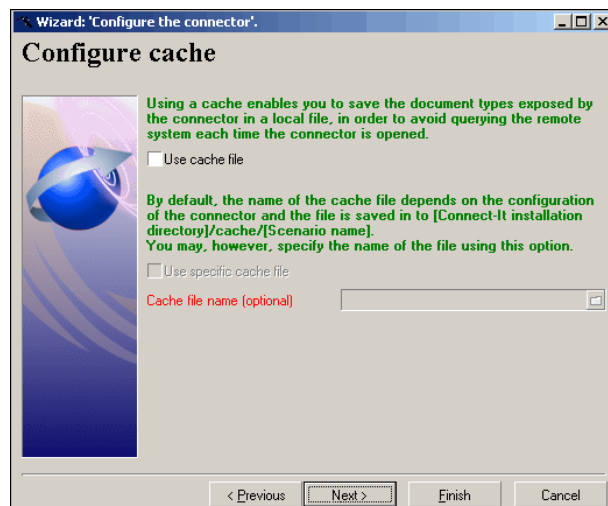 Wizard: 'Configure the connector'.
Configure cache
Using a cache enables you to save the document types exposed by
the connector in a local file, in order to avoid querying the remote
system each time the connector is opened.
Use cache file
By default, the name of the cache file depends on the configuration
of the connector and the file is saved in to [Connect-It installation
directory]/cache/[Scenario name].
You may, however, specify the name of the file using this option.
Use specific cache file
Cache file name (optional)
< Previous
Next >
Finish
Cancel